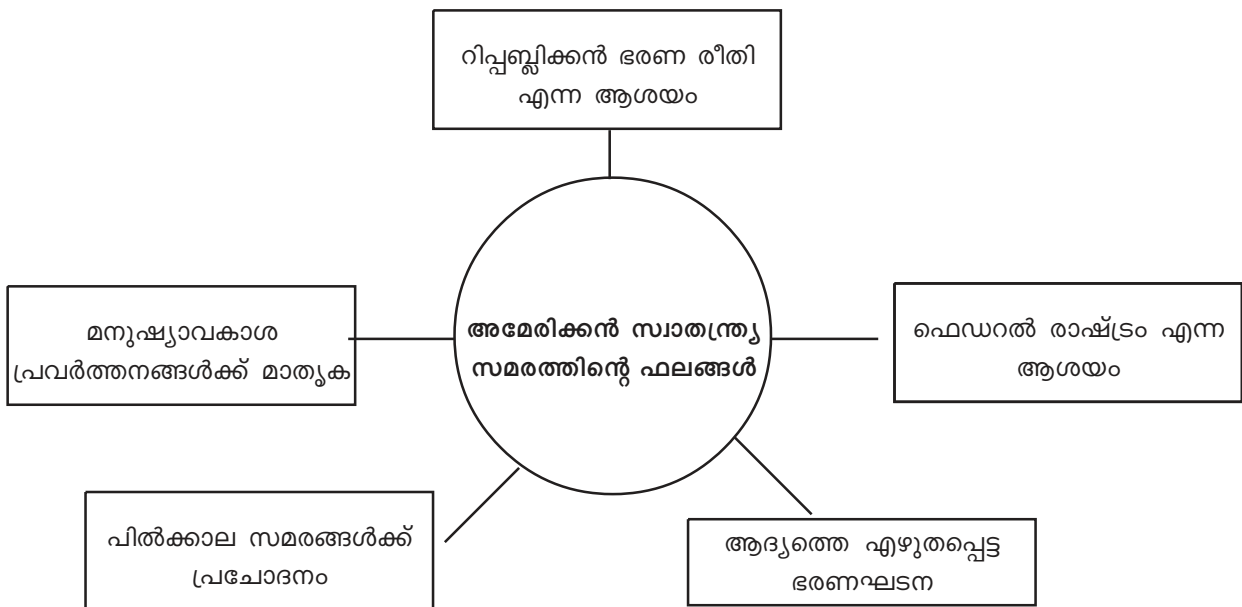 റിപ്പബ്ലിക്കൻ ഭരണ രീതി
എന്ന ആശയം
മനുഷ്യാവകാശ
പ്രവർത്തനങ്ങൾക്ക് മാതൃക
അമേരിക്കൻ സ്വാതന്ത്ര്യ
സമരത്തിന്റെ ഫലങ്ങൾ
ഫെഡറൽ രാഷ്ട്രം എന്ന
ആശയം
പിൽക്കാല സമരങ്ങൾക്ക്
പ്രചോദനം
ആദ്യത്തെ എഴുതപ്പെട്ട
ഭരണഘടന